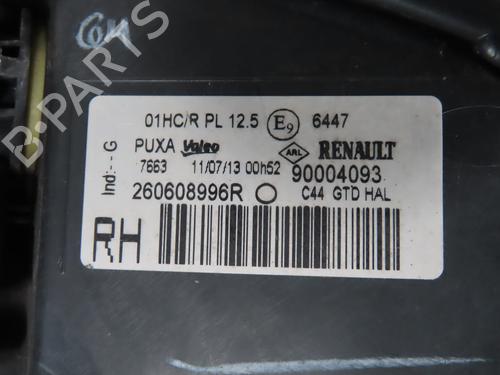 B-PARTS
01HC/R PL 12.5 E9 6447
PUXA Valeo ARL RENAULT
7663 11/07/13 00h52 90004093
260608996R C44 GTD HAL
Ind: -- G
RH